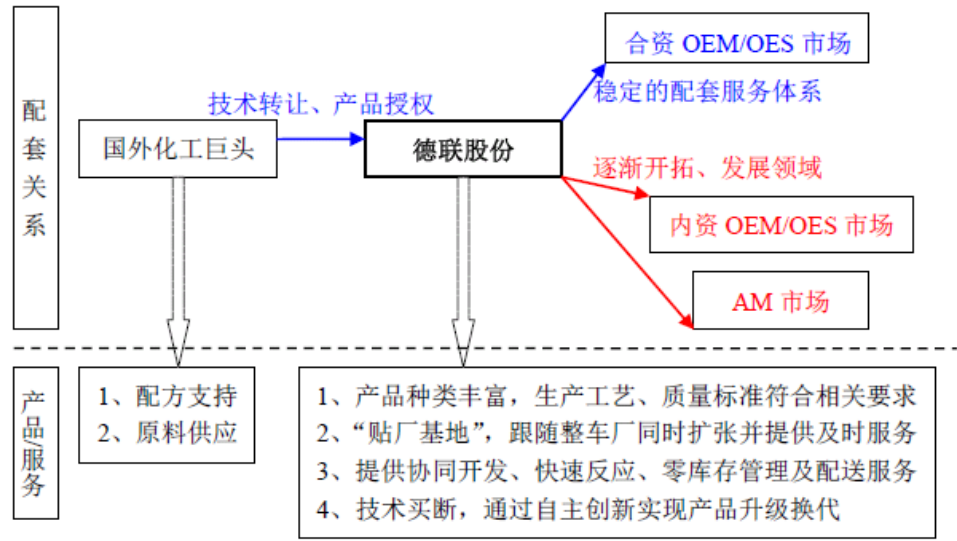 配套关系
合资 OEM/OES 市场
技术转让、产品授权
稳定的配套服务体系
国外化工巨头
德联股份
逐渐开拓、发展领域
内资 OEM/OES 市场
AM 市场
产品/服务
1、配方支持
2、原料供应
1、产品种类丰富，生产工艺、质量标准符合相关要求
2、“贴厂基地”，跟随整车厂同时扩张并提供及时服务
3、提供协同开发、快速反应、零库存管理及配送服务
4、技术买断，通过自主创新实现产品升级换代